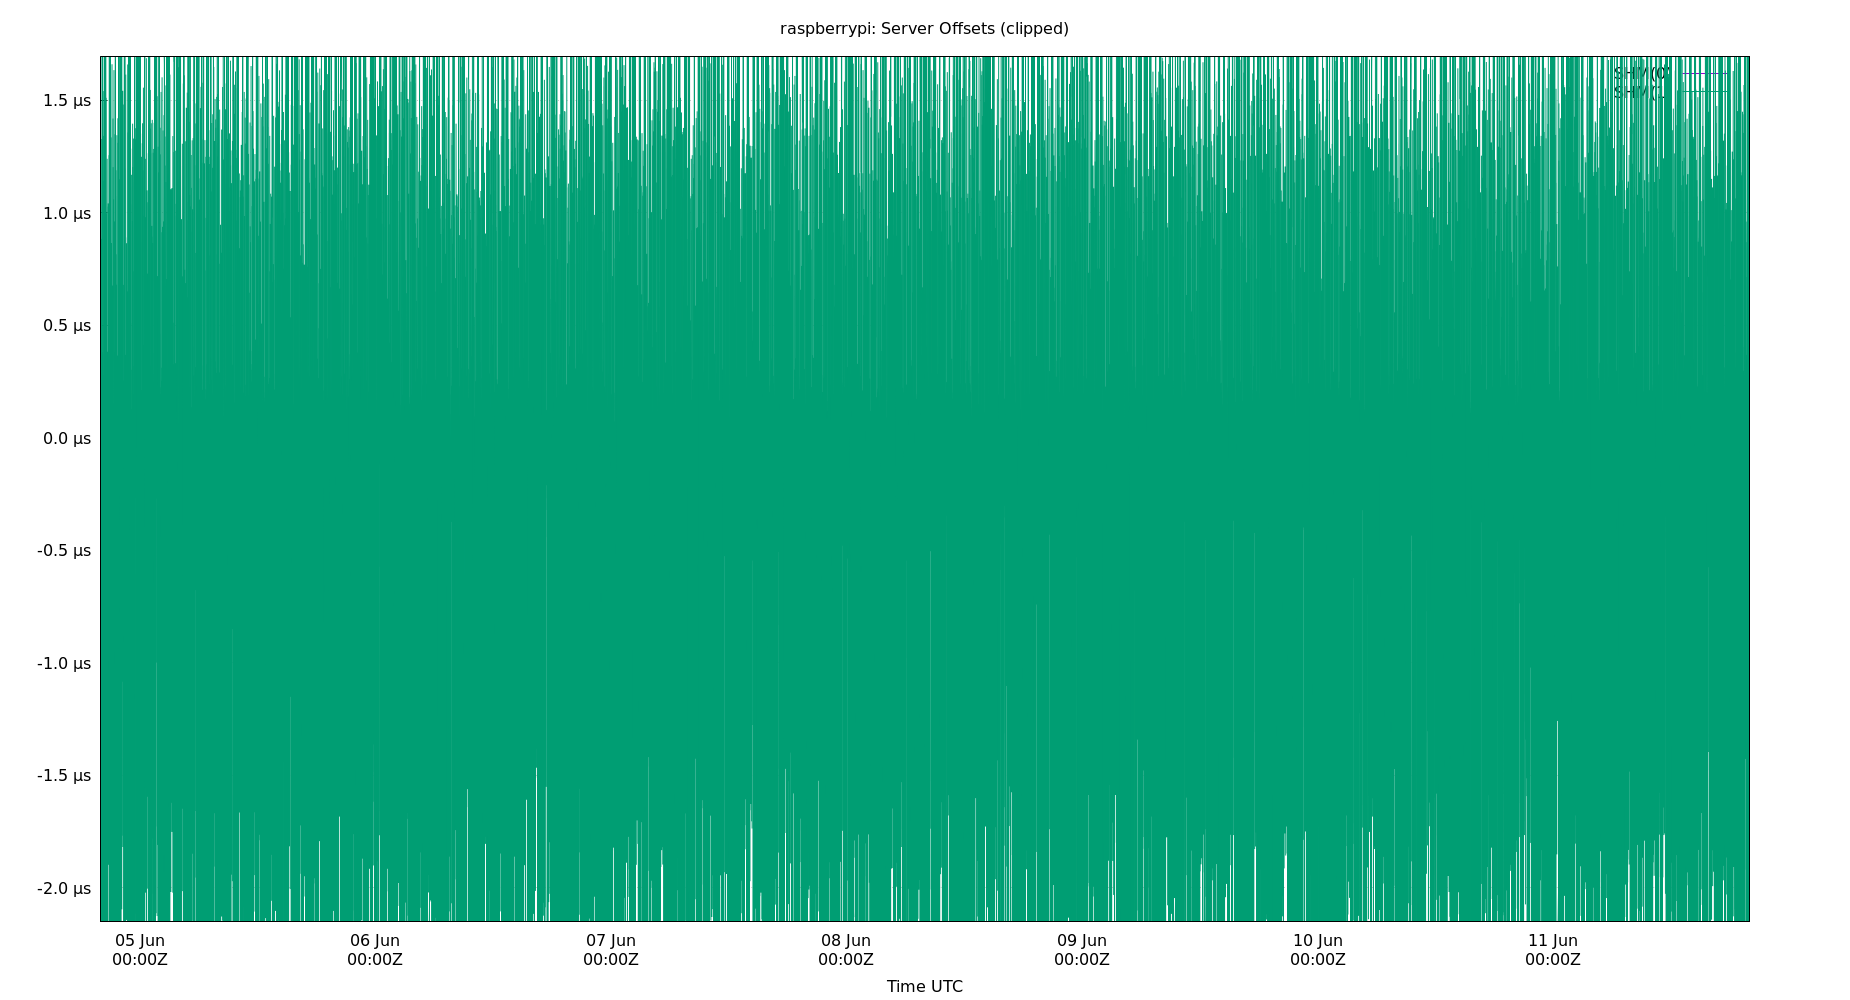 raspberrypi: Server Offsets (clipped)
1.5 µs
1.0 µs
0.5 µs
0.0 µs
-0.5 µs
-1.0 µs
-1.5 µs
-2.0 µs
05 Jun 06 Jun 07 Jun 08 Jun 09 Jun 10 Jun 11 Jun
00:00Z 00:00Z 00:00Z 00:00Z 00:00Z 00:00Z 00:00Z
Time UTC